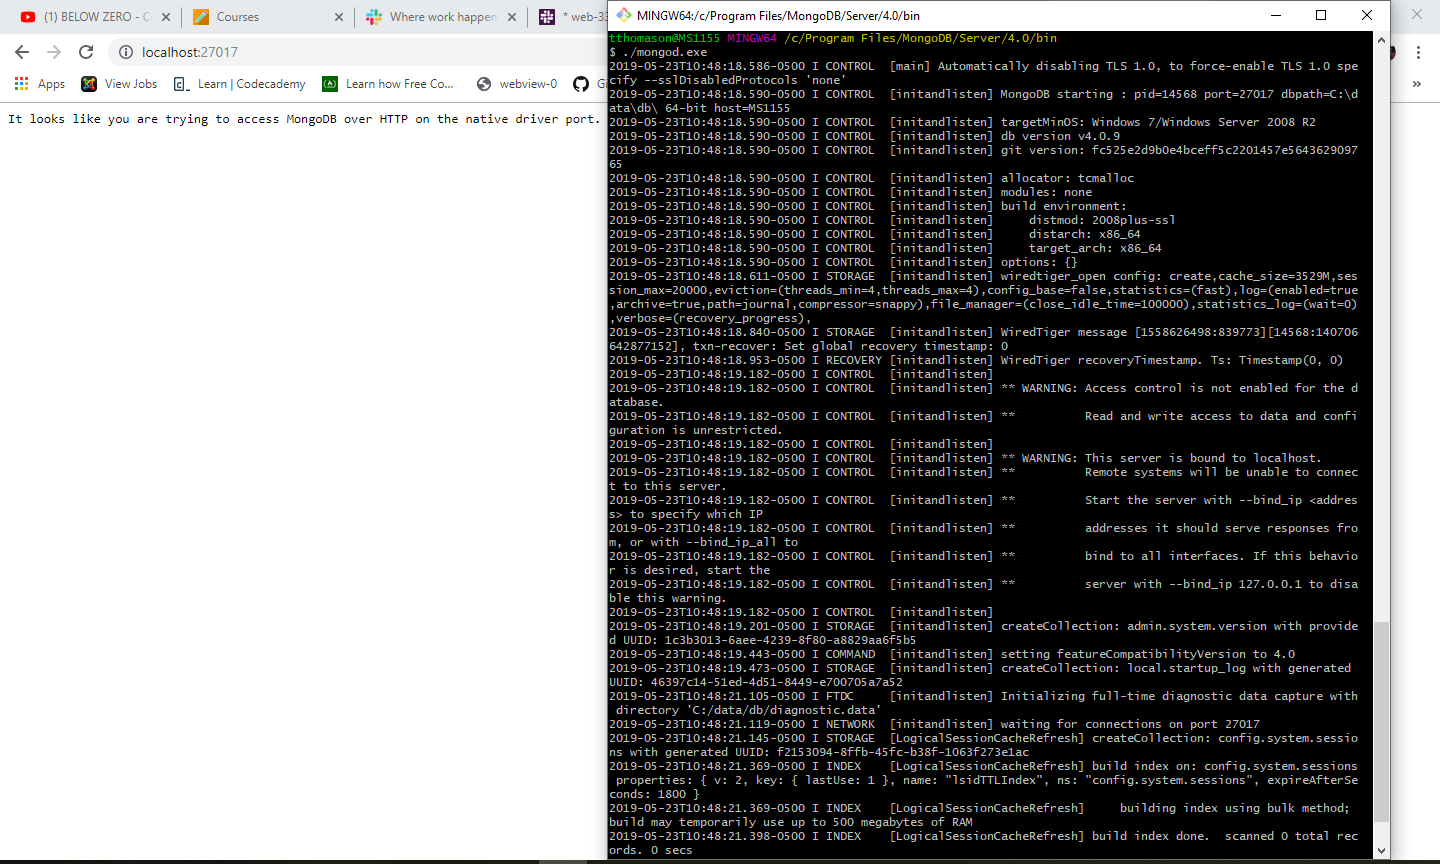 (1) BELOW ZERO - C
Courses
Where work happen
* web-33
MINGW64:/c/Program Files/MongoDB/Server/4.0/bin
localhost:27017
Apps
View Jobs
Learn | Codecademy
Learn how Free Co...
webview-0
It looks like you are trying to access MongoDB over HTTP on the native driver port.
tthomason@MS1155 MINGW64 /c/Program Files/MongoDB/Server/4.0/bin
$ ./mongod.exe
2019-05-23T10:48:18.586-0500 I CONTROL  [main] Automatically disabling TLS 1.0, to force-enable TLS 1.0 spe
cify --sslDisabledProtocols 'none'
2019-05-23T10:48:18.590-0500 I CONTROL  [initandlisten] MongoDB starting : pid=14568 port=27017 dbpath=C:\d
ata\db\ 64-bit host=MS1155
2019-05-23T10:48:18.590-0500 I CONTROL  [initandlisten] targetMinOS: Windows 7/Windows Server 2008 R2
2019-05-23T10:48:18.590-0500 I CONTROL  [initandlisten] db version v4.0.9
2019-05-23T10:48:18.590-0500 I CONTROL  [initandlisten] git version: fc525e2d9b0e4bceff5c2201457e5643629097
65
2019-05-23T10:48:18.590-0500 I CONTROL  [initandlisten] allocator: tcmalloc
2019-05-23T10:48:18.590-0500 I CONTROL  [initandlisten] modules: none
2019-05-23T10:48:18.590-0500 I CONTROL  [initandlisten] build environment:
2019-05-23T10:48:18.590-0500 I CONTROL  [initandlisten]     distmod: 2008plus-ssl
2019-05-23T10:48:18.590-0500 I CONTROL  [initandlisten]     distarch: x86_64
2019-05-23T10:48:18.590-0500 I CONTROL  [initandlisten]     target_arch: x86_64
2019-05-23T10:48:18.590-0500 I CONTROL  [initandlisten] options: {}
2019-05-23T10:48:18.611-0500 I STORAGE  [initandlisten] wiredtiger_open config: create,cache_size=3529M,ses
sion_max=20000,eviction=(threads_min=4,threads_max=4),config_base=false,statistics=(fast),log=(enabled=true
,archive=true,path=journal,compressor=snappy),file_manager=(close_idle_time=100000),statistics_log=(wait=0)
,verbose=(recovery_progress),
2019-05-23T10:48:18.840-0500 I STORAGE  [initandlisten] WiredTiger message [1558626498:839773][14568:140706
642877152], txn-recover: Set global recovery timestamp: 0
2019-05-23T10:48:18.953-0500 I RECOVERY [initandlisten] WiredTiger recoveryTimestamp. Ts: Timestamp(0, 0)
2019-05-23T10:48:19.182-0500 I CONTROL  [initandlisten]
2019-05-23T10:48:19.182-0500 I CONTROL  [initandlisten] ** WARNING: Access control is not enabled for the d
atabase.
2019-05-23T10:48:19.182-0500 I CONTROL  [initandlisten] **          Read and write access to data and confi
guration is unrestricted.
2019-05-23T10:48:19.182-0500 I CONTROL  [initandlisten]
2019-05-23T10:48:19.182-0500 I CONTROL  [initandlisten] ** WARNING: This server is bound to localhost.
2019-05-23T10:48:19.182-0500 I CONTROL  [initandlisten] **          Remote systems will be unable to connec
t to this server.
2019-05-23T10:48:19.182-0500 I CONTROL  [initandlisten] **          Start the server with --bind_ip <addres
s> to specify which IP
2019-05-23T10:48:19.182-0500 I CONTROL  [initandlisten] **          addresses it should serve responses fro
m, or with --bind_ip_all to
2019-05-23T10:48:19.182-0500 I CONTROL  [initandlisten] **          bind to all interfaces. If this behavio
r is desired, start the
2019-05-23T10:48:19.182-0500 I CONTROL  [initandlisten] **          server with --bind_ip 127.0.0.1 to disa
ble this warning.
2019-05-23T10:48:19.182-0500 I CONTROL  [initandlisten]
2019-05-23T10:48:19.201-0500 I STORAGE  [initandlisten] createCollection: admin.system.version with provide
d UUID: 1c3b3013-6aee-4239-8f80-a8829aa6f5b5
2019-05-23T10:48:19.443-0500 I COMMAND  [initandlisten] setting featureCompatibilityVersion to 4.0
2019-05-23T10:48:19.473-0500 I STORAGE  [initandlisten] createCollection: local.startup_log with generated
UUID: 46397c14-51ed-4d51-8449-e700705a7a52
2019-05-23T10:48:21.105-0500 I FTDC     [initandlisten] Initializing full-time diagnostic data capture with
 directory 'C:/data/db/diagnostic.data'
2019-05-23T10:48:21.119-0500 I NETWORK  [initandlisten] waiting for connections on port 27017
2019-05-23T10:48:21.145-0500 I STORAGE  [LogicalSessionCacheRefresh] createCollection: config.system.sessio
ns with generated UUID: f2153094-8ffb-45fc-b38f-1063f273e1ac
2019-05-23T10:48:21.369-0500 I INDEX    [LogicalSessionCacheRefresh] build index on: config.system.sessions
 properties: { v: 2, key: { lastUse: 1 }, name: "lsidTTLIndex", ns: "config.system.sessions", expireAfterSe
conds: 1800 }
2019-05-23T10:48:21.369-0500 I INDEX    [LogicalSessionCacheRefresh]     building index using bulk method;
build may temporarily use up to 500 megabytes of RAM
2019-05-23T10:48:21.398-0500 I INDEX    [LogicalSessionCacheRefresh] build index done.  scanned 0 total rec
ords. 0 secs